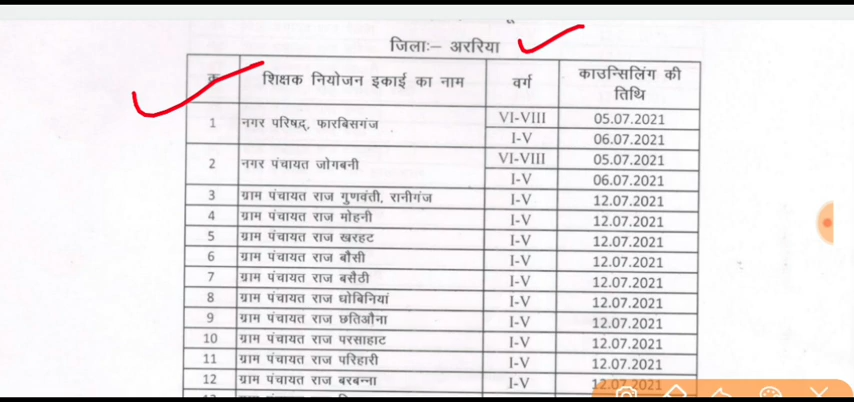 जिलाः– अररिया
क्र शिक्षक नियोजन इकाई का नाम वर्ग काउन्सिलिंग की तिथि
1 नगर परिषद्, फारबिसगंज VI-VIII 05.07.2021
I-V 06.07.2021
2 नगर पंचायत जोगबनी VI-VIII 05.07.2021
I-V 06.07.2021
3 ग्राम पंचायत राज गुणवंती, रानीगंज I-V 12.07.2021
4 ग्राम पंचायत राज मोहनी I-V 12.07.2021
5 ग्राम पंचायत राज खरहट I-V 12.07.2021
6 ग्राम पंचायत राज बौसी I-V 12.07.2021
7 ग्राम पंचायत राज बसैठी I-V 12.07.2021
8 ग्राम पंचायत राज घोबिनियां I-V 12.07.2021
9 ग्राम पंचायत राज छतिऔना I-V 12.07.2021
10 ग्राम पंचायत राज परसाहाट I-V 12.07.2021
11 ग्राम पंचायत राज परिहारी I-V 12.07.2021
12 ग्राम पंचायत राज बरबन्ना I-V 12.07.2021